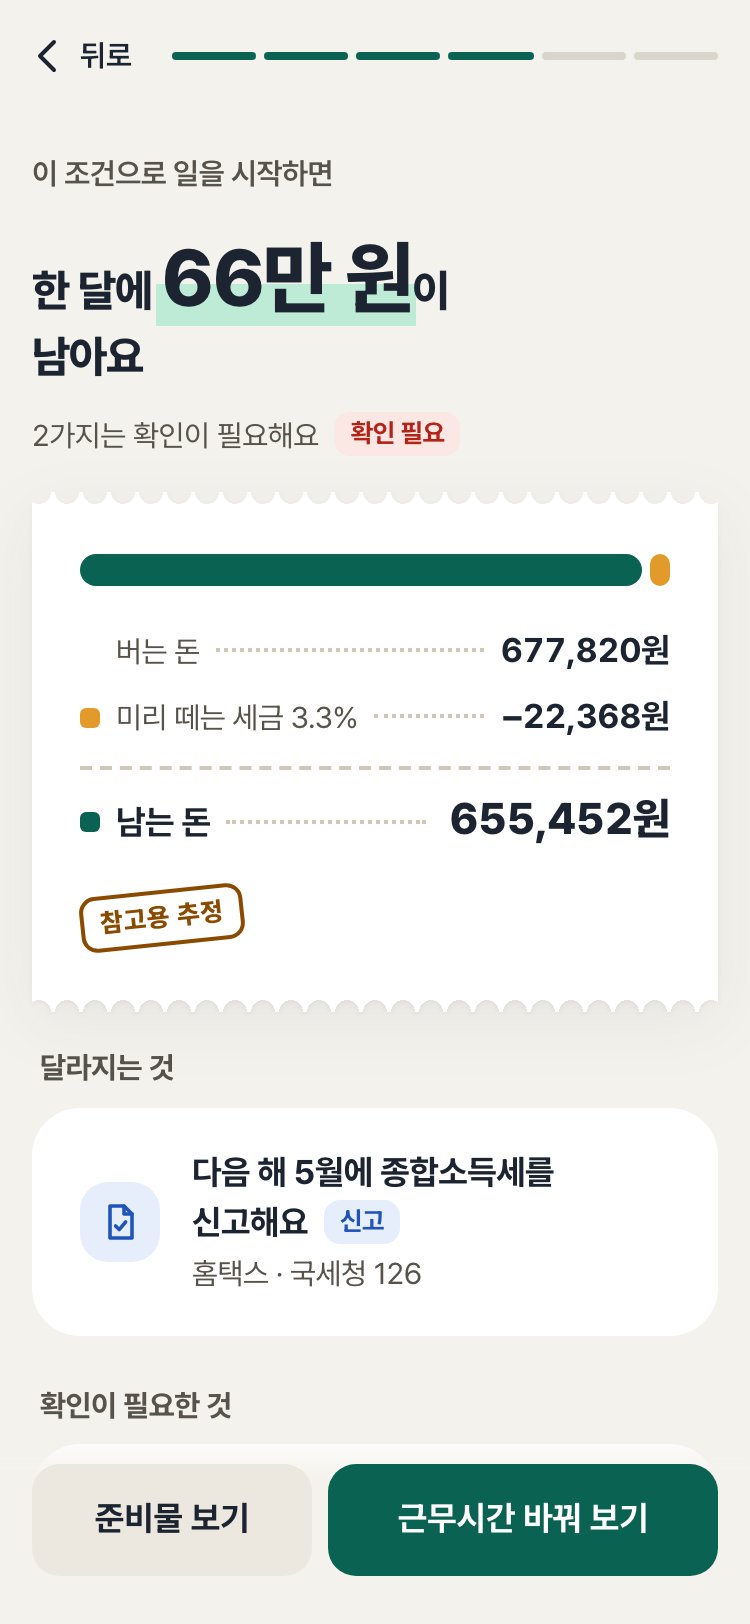 뒤로
이 조건으로 일을 시작하면
한 달에 66만 원이
남아요
2가지는 확인이 필요해요 확인 필요
버는 돈 677,820원
미리 떼는 세금 3.3% −22,368원
남는 돈 655,452원
참고용 추정
달라지는 것
다음 해 5월에 종합소득세를
신고해요 신고
홈택스 · 국세청 126
확인이 필요한 것
준비물 보기 근무시간 바꿔 보기